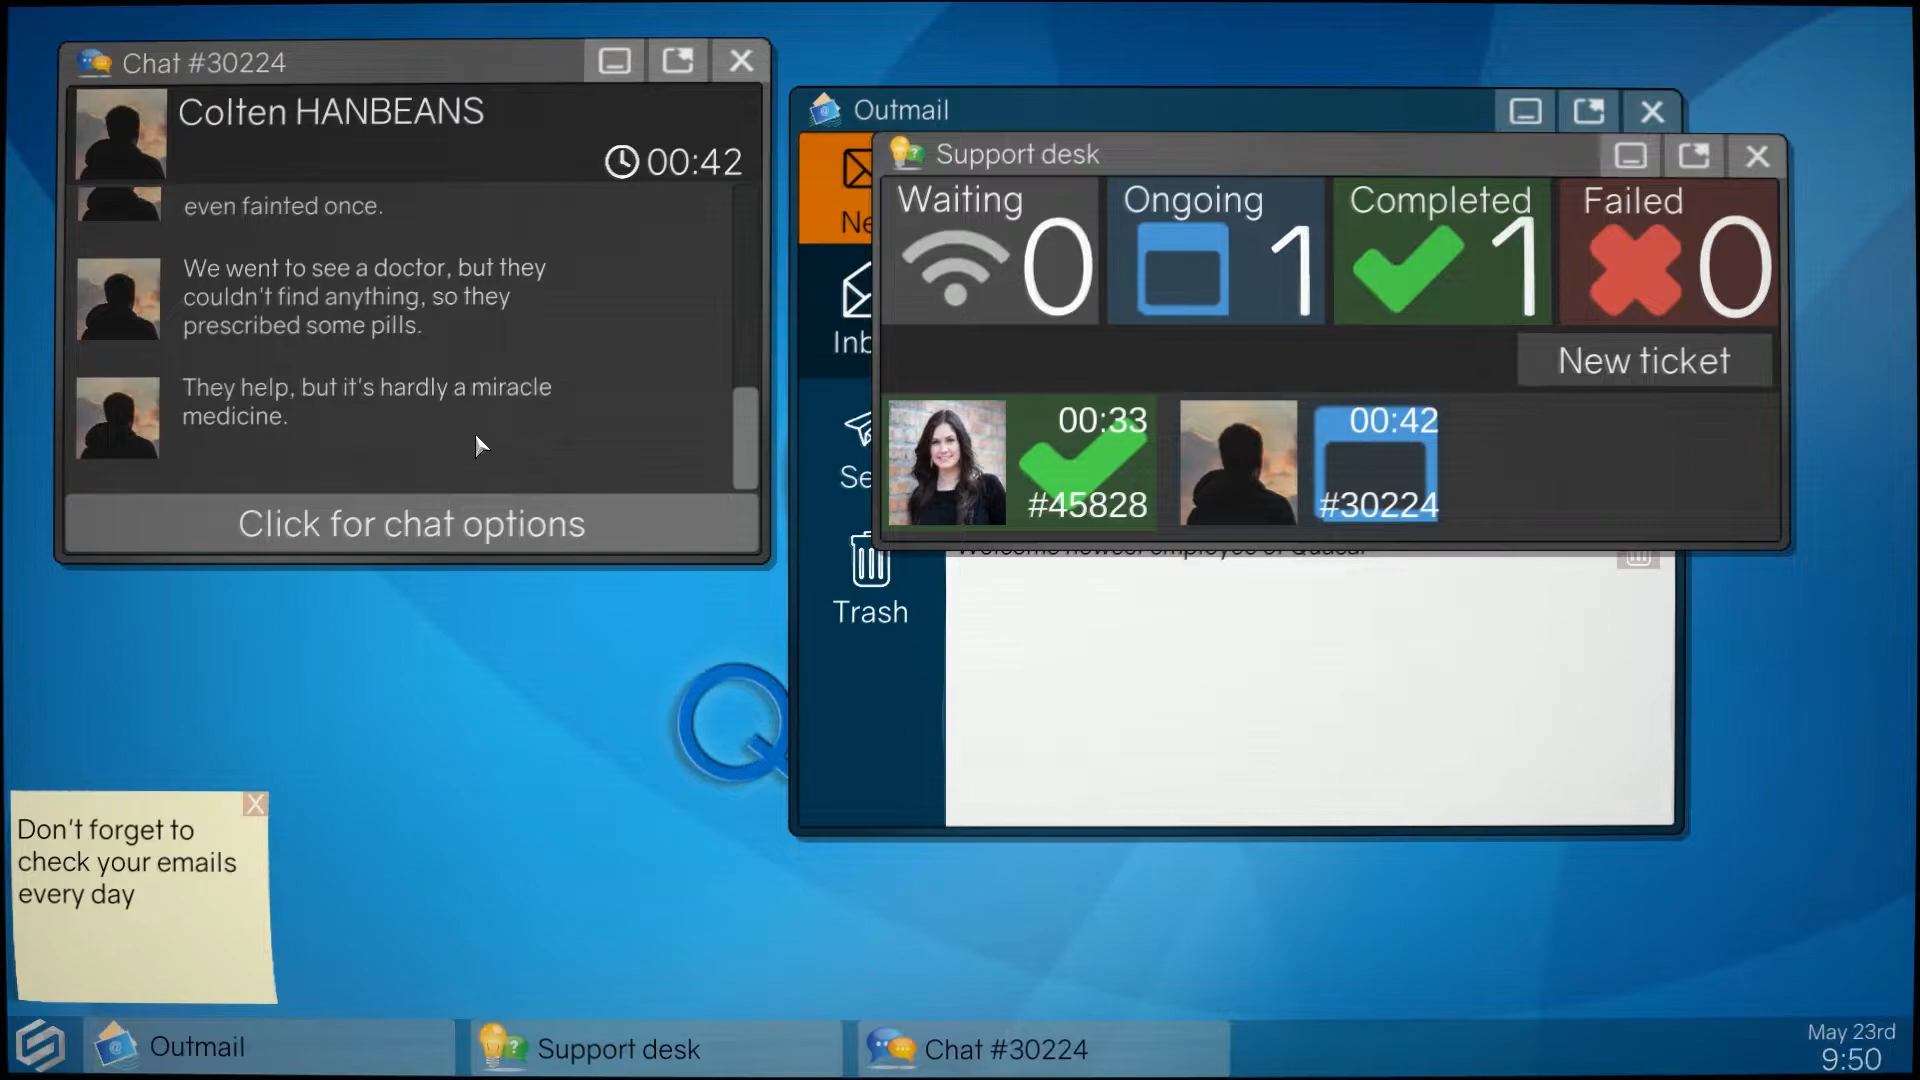 Chat #30224
Colten HANBEANS
00:42
even fainted once.
We went to see a doctor, but they
couldn't find anything, so they
prescribed some pills.
They help, but it's hardly a miracle
medicine.
Click for chat options
Outmail
Trash
Support desk
Waiting 0
Ongoing 1
Completed 1
Failed 0
New ticket
00:33
#45828
00:42
#30224
Q
Don't forget to
check your emails
every day
X
Outmail
Support desk
Chat #30224
May 23rd
9:50